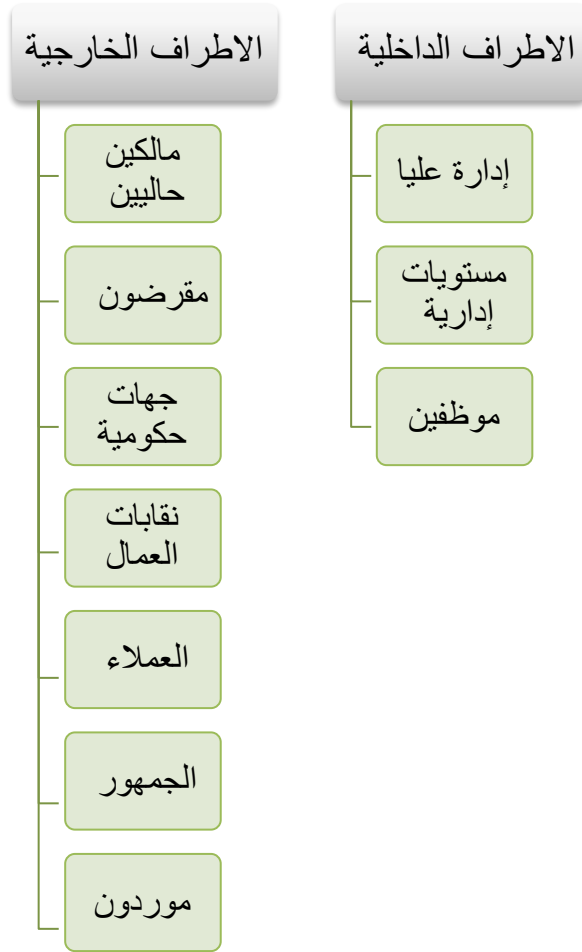 الاطراف الداخلية
إدارة عليا
مستويات
إدارية
موظفين
الاطراف الخارجية
مالكين
حاليين
مقرضون
جهات
حكومية
نقابات
العمال
العملاء
الجمهور
موردون